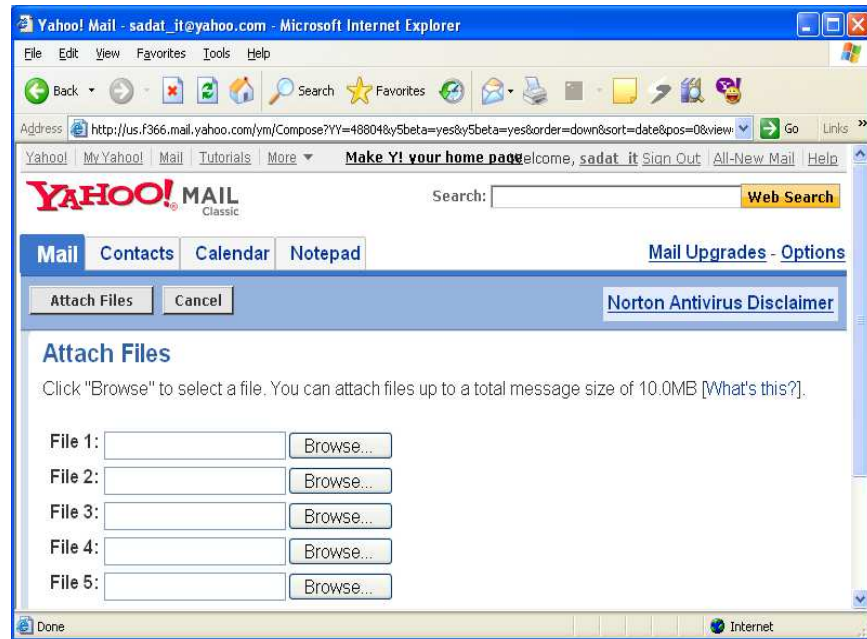 Yahoo! Mail - sadat_it@yahoo.com - Microsoft Internet Explorer
File Edit View Favorites Tools Help
Back Search Favorites
Address http://us.f366.mail.yahoo.com/ym/Compose?YY=48804&y5beta=yes&y5beta=yes&order=down&sort=date&pos=0&view Go Links »
Yahoo! My Yahoo! Mail Tutorials More Make Y! your home page elcome, sadat_it Sign Out All-New Mail Help
YAHOO! MAIL Search: Web Search
Classic
Mail Contacts Calendar Notepad Mail Upgrades - Options
Attach Files Cancel Norton Antivirus Disclaimer
Attach Files
Click "Browse" to select a file. You can attach files up to a total message size of 10.0MB [What's this?].
File 1: Browse...
File 2: Browse...
File 3: Browse...
File 4: Browse...
File 5: Browse...
Done Internet